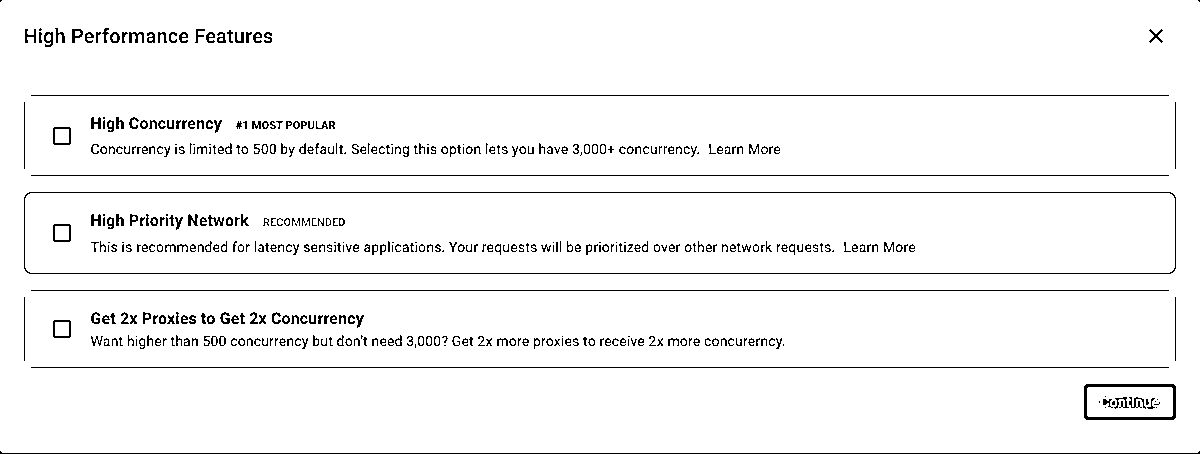 High Performance Features
High Concurrency #1 MOST POPULAR
Concurrency is limited to 500 by default. Selecting this option lets you have 3,000+ concurrency. Learn More
High Priority Network RECOMMENDED
This is recommended for latency sensitive applications. Your requests will be prioritized over other network requests. Learn More
Get 2x Proxies to Get 2x Concurrency
Want higher than 500 concurrency but don't need 3,000? Get 2x more proxies to receive 2x more concurerncy.
Continue